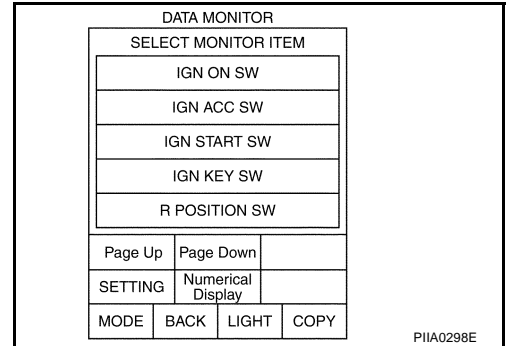 DATA MONITOR
SELECT MONITOR ITEM
IGN ON SW
IGN ACC SW
IGN START SW
IGN KEY SW
R POSITION SW
Page Up Page Down
SETTING Numerical
Display
MODE BACK LIGHT COPY
PIIA0298E